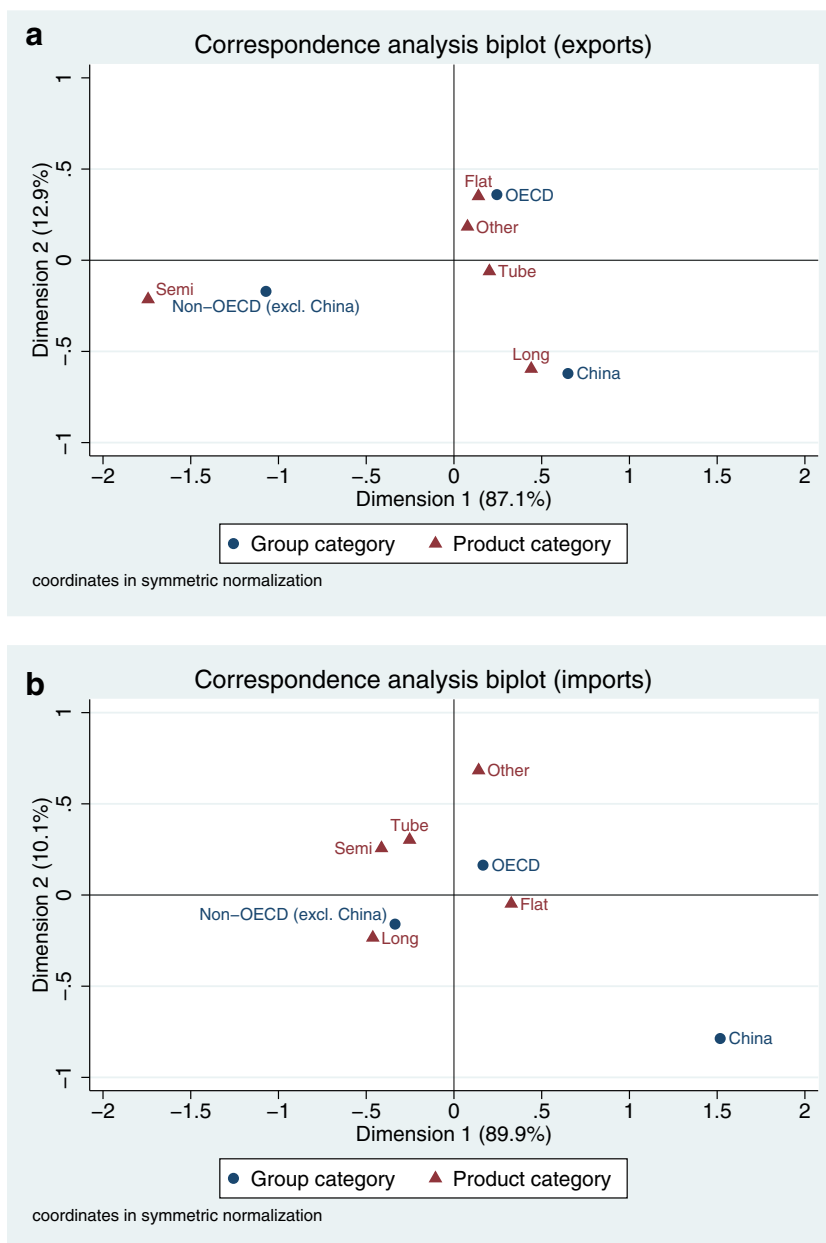 a
Correspondence analysis biplot (exports)
Dimension 2 (12.9%)
1
.5
0
−.5
−1
Flat
OECD
Other
Tube
Semi
Non−OECD (excl. China)
Long
China
−2 −1.5 −1 −.5 0 .5 1 1.5 2
Dimension 1 (87.1%)
Group category Product category
coordinates in symmetric normalization
b
Correspondence analysis biplot (imports)
Dimension 2 (10.1%)
1
.5
0
−.5
−1
Other
Tube
Semi
OECD
Flat
Non−OECD (excl. China)
Long
China
−2 −1.5 −1 −.5 0 .5 1 1.5 2
Dimension 1 (89.9%)
Group category Product category
coordinates in symmetric normalization